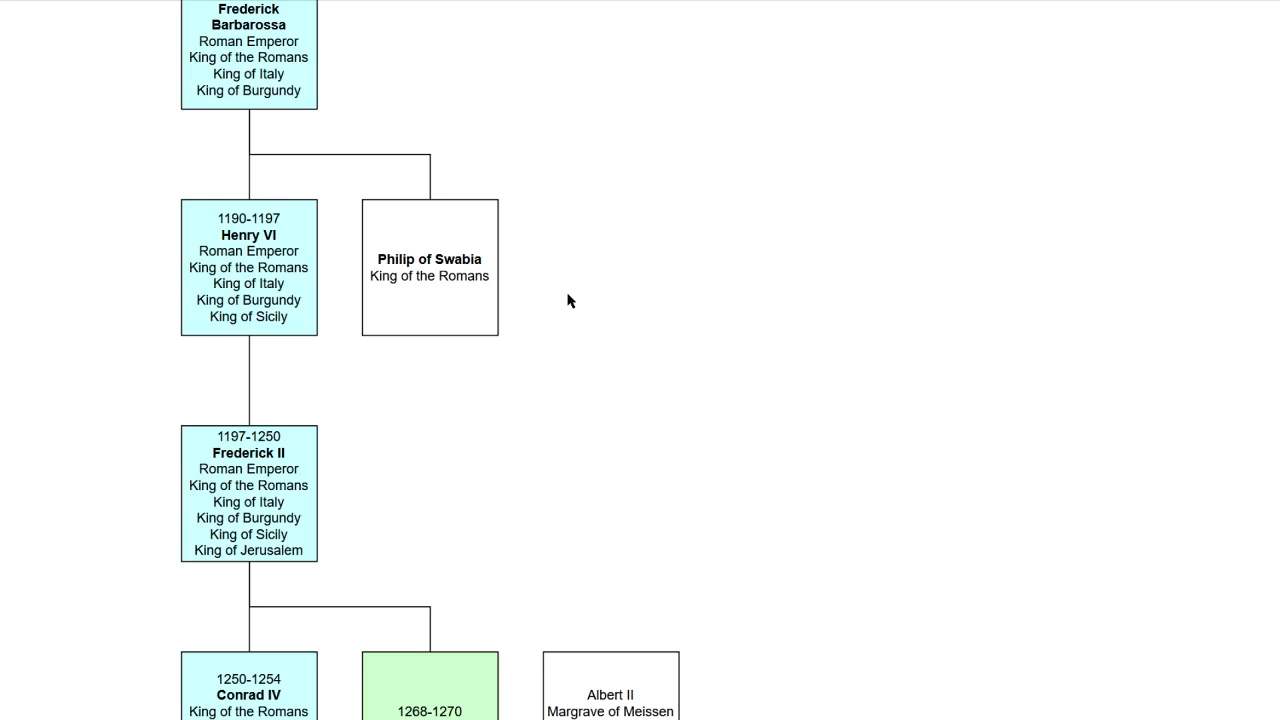 Frederick
Barbarossa
Roman Emperor
King of the Romans
King of Italy
King of Burgundy
1190-1197
Henry VI
Roman Emperor
King of the Romans
King of Italy
King of Burgundy
King of Sicily
Philip of Swabia
King of the Romans
1197-1250
Frederick II
Roman Emperor
King of the Romans
King of Italy
King of Burgundy
King of Sicily
King of Jerusalem
1250-1254
Conrad IV
King of the Romans
1268-1270
Albert II
Margrave of Meissen